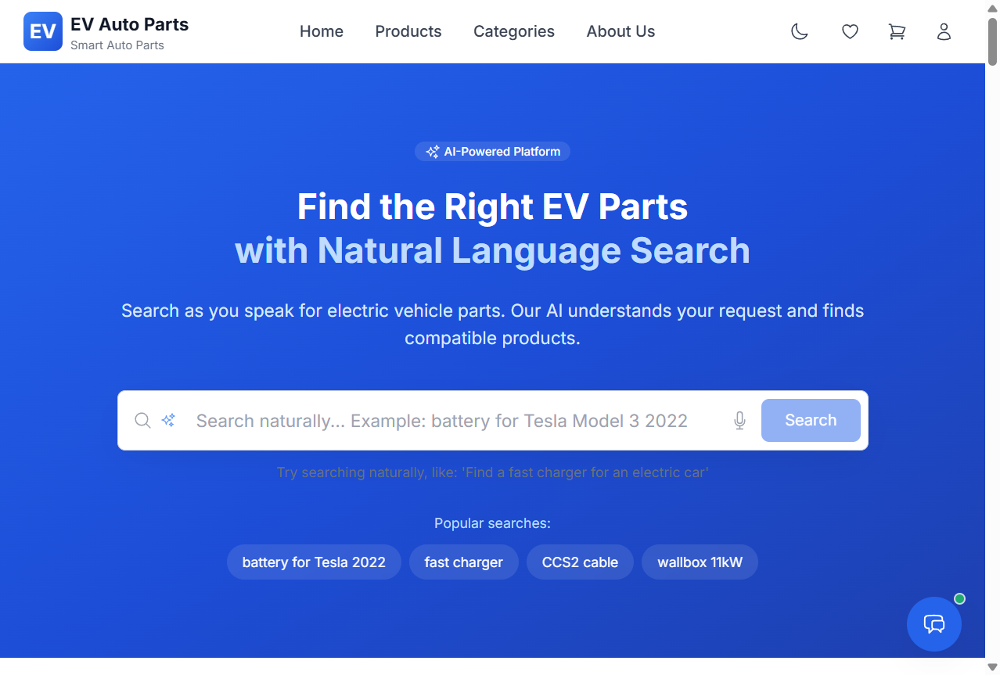 EV
EV Auto Parts
Smart Auto Parts
Home
Products
Categories
About Us
AI-Powered Platform
Find the Right EV Parts
with Natural Language Search
Search as you speak for electric vehicle parts. Our AI understands your request and finds
compatible products.
Search naturally... Example: battery for Tesla Model 3 2022
Search
Try searching naturally, like: 'Find a fast charger for an electric car'
Popular searches:
battery for Tesla 2022
fast charger
CCS2 cable
wallbox 11kW